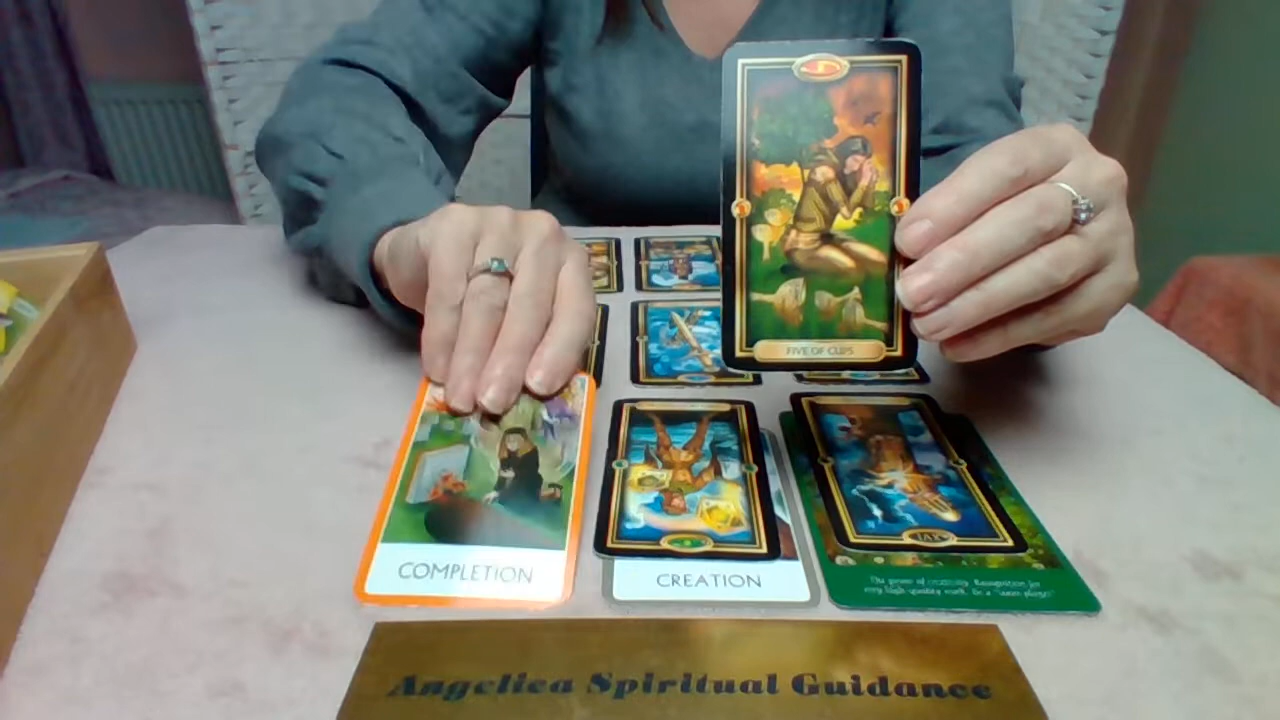 FIVE OF CUPS
COMPLETION
CREATION
The power of creativity. Recognition for
very high-quality work. Be a "team player"
Angelica Spiritual Guidance